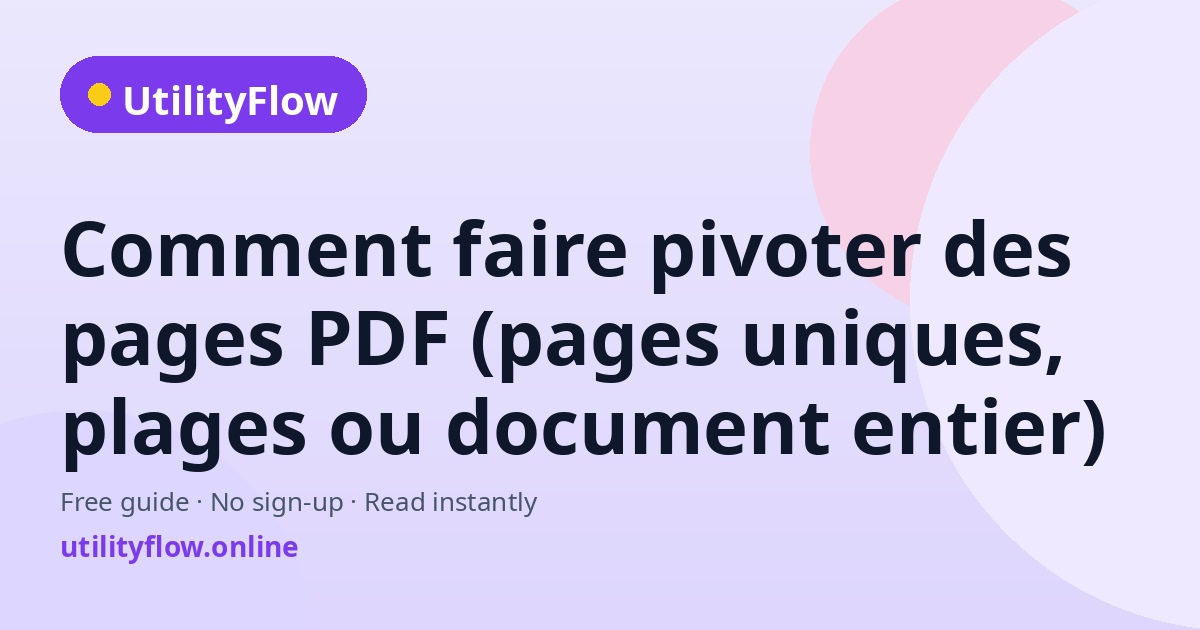 UtilityFlow
Comment faire pivoter des
pages PDF (pages uniques,
plages ou document entier)
Free guide · No sign-up · Read instantly
utilityflow.online